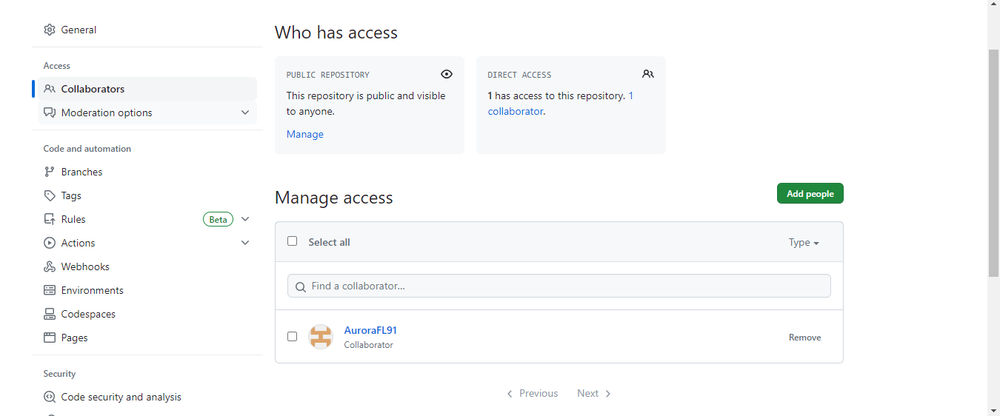 General
Access
Collaborators
Moderation options
Code and automation
Branches
Tags
Rules Beta
Actions
Webhooks
Environments
Codespaces
Pages
Security
Code security and analysis
Who has access
PUBLIC REPOSITORY
This repository is public and visible
to anyone.
Manage
DIRECT ACCESS
1 has access to this repository. 1
collaborator.
Manage access
Add people
Select all
Type
Find a collaborator...
AuroraFL91
Collaborator
Remove
Previous Next